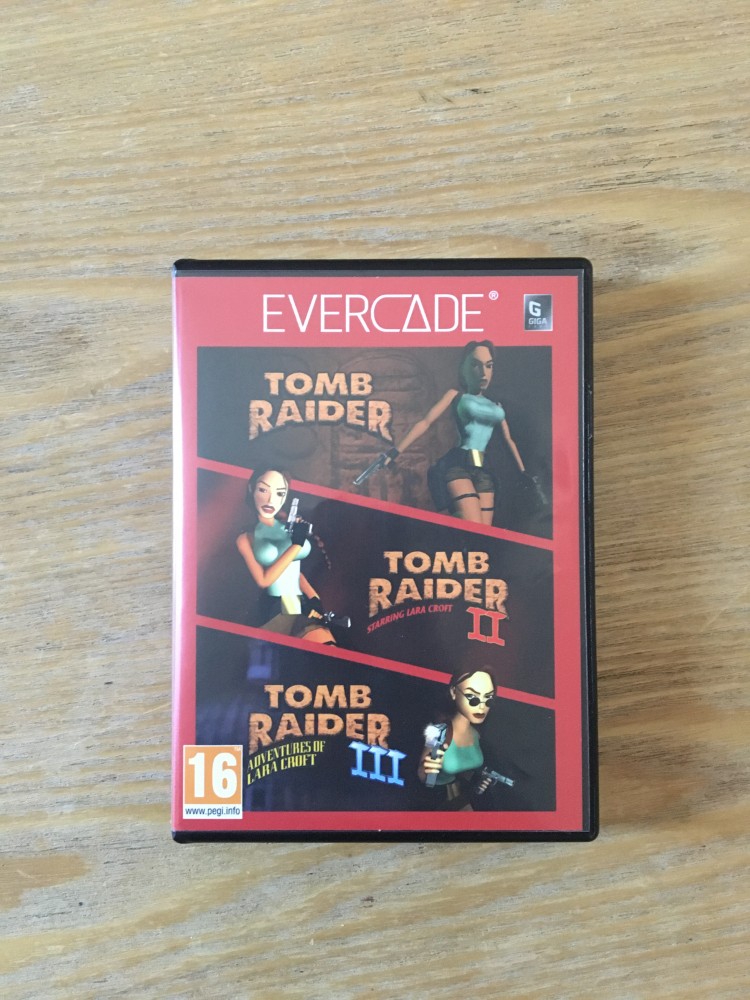 EVERCADE®
G
GIGA
TOMB
RAIDER
TOMB
RAIDER
STARRING LARA CROFT
II
TOMB
RAIDER
ADVENTURES OF
LARA CROFT
III
16
www.pegi.info